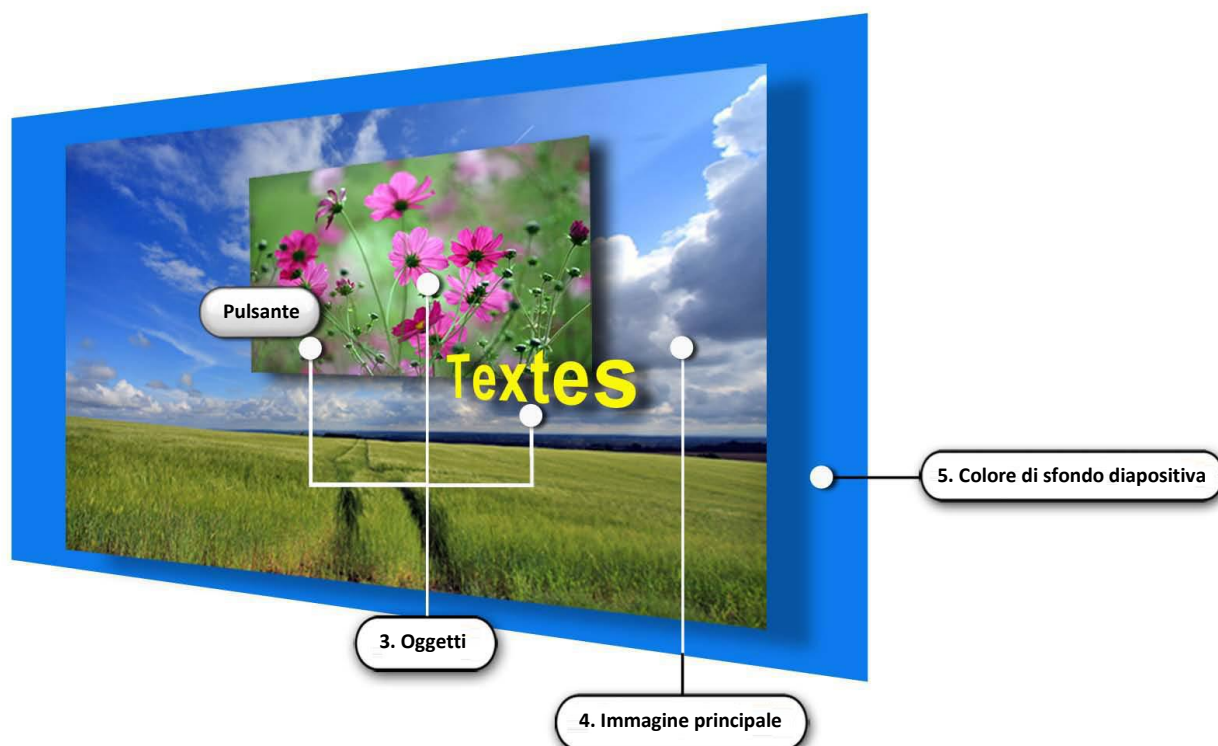 Pulsante
Textes
5. Colore di sfondo diapositiva
3. Oggetti
4. Immagine principale